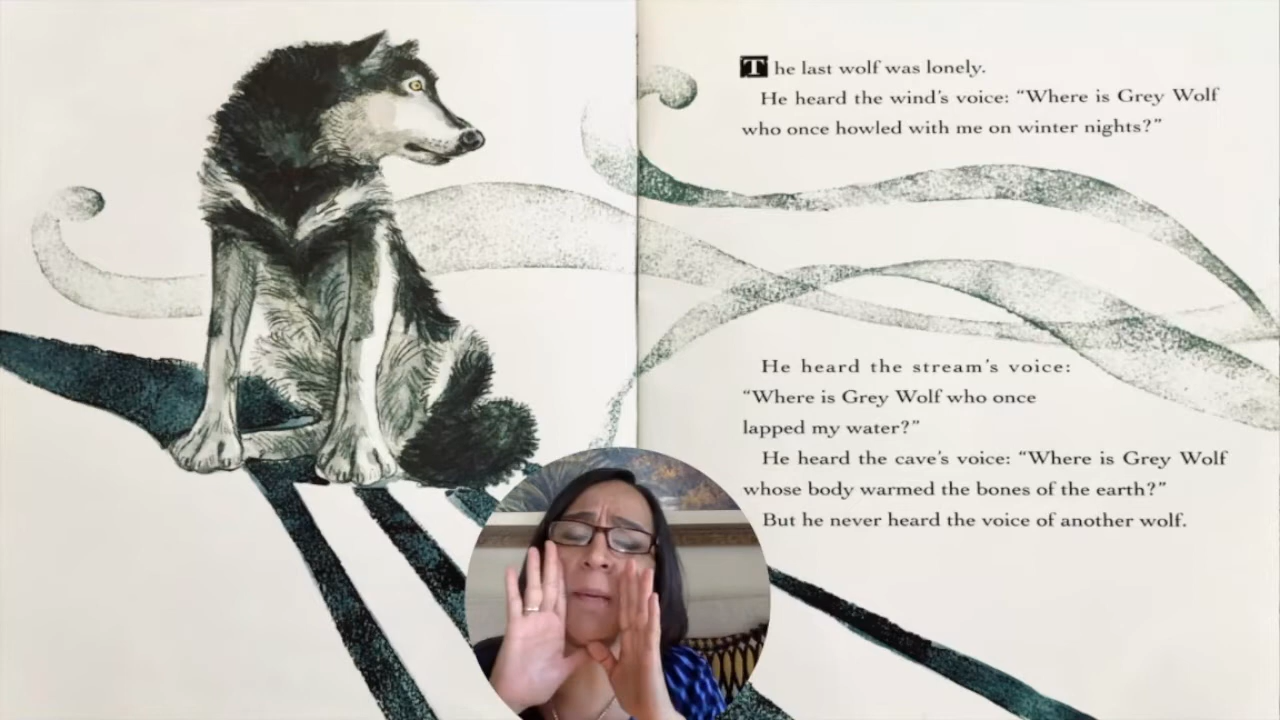 The last wolf was lonely.
He heard the wind's voice: “Where is Grey Wolf
who once howled with me on winter nights?”
He heard the stream's voice:
“Where is Grey Wolf who once
lapped my water?”
He heard the cave's voice: “Where is Grey Wolf
whose body warmed the bones of the earth?”
But he never heard the voice of another wolf.